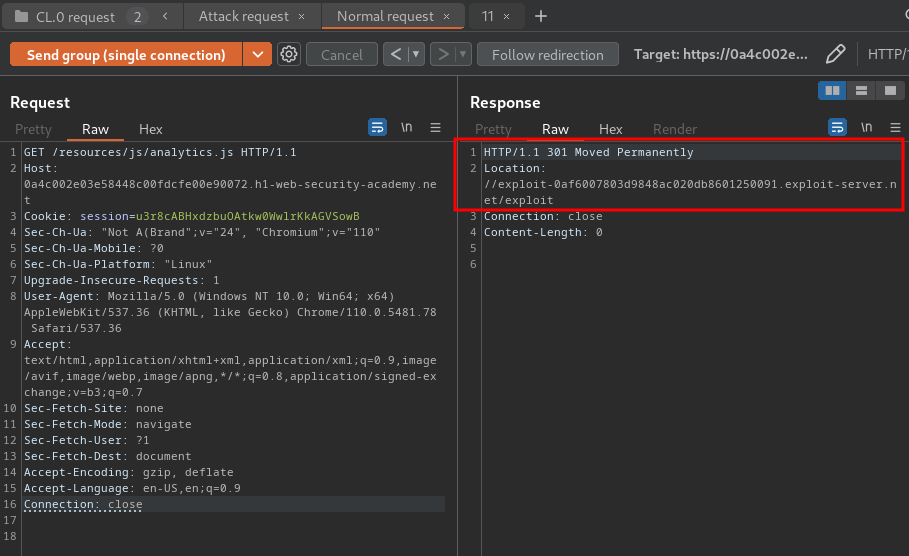 CL.0 request 2 < Attack request × Normal request × 11 × +
Send group (single connection) Cancel < > Follow redirection Target: https://0a4c002e... HTTP/
Request
Pretty Raw Hex \n
1 GET /resources/js/analytics.js HTTP/1.1
2 Host:
0a4c002e03e58448c00fdcfe00e90072.h1-web-security-academy.ne
t
3 Cookie: session=u3r8cABHxdzbuOAtkw0WwlrKkAGVSowB
4 Sec-Ch-Ua: "Not A(Brand";v="24", "Chromium";v="110"
5 Sec-Ch-Ua-Mobile: ?0
6 Sec-Ch-Ua-Platform: "Linux"
7 Upgrade-Insecure-Requests: 1
8 User-Agent: Mozilla/5.0 (Windows NT 10.0; Win64; x64)
AppleWebKit/537.36 (KHTML, like Gecko) Chrome/110.0.5481.78
Safari/537.36
9 Accept:
text/html,application/xhtml+xml,application/xml;q=0.9,image
/avif,image/webp,image/apng,*/*;q=0.8,application/signed-ex
change;v=b3;q=0.7
10 Sec-Fetch-Site: none
11 Sec-Fetch-Mode: navigate
12 Sec-Fetch-User: ?1
13 Sec-Fetch-Dest: document
14 Accept-Encoding: gzip, deflate
15 Accept-Language: en-US,en;q=0.9
16 Connection: close
17
18
Response
Pretty Raw Hex Render \n
1 HTTP/1.1 301 Moved Permanently
2 Location:
//exploit-0af6007803d9848ac020db8601250091.exploit-server.n
et/exploit
3 Connection: close
4 Content-Length: 0
5
6